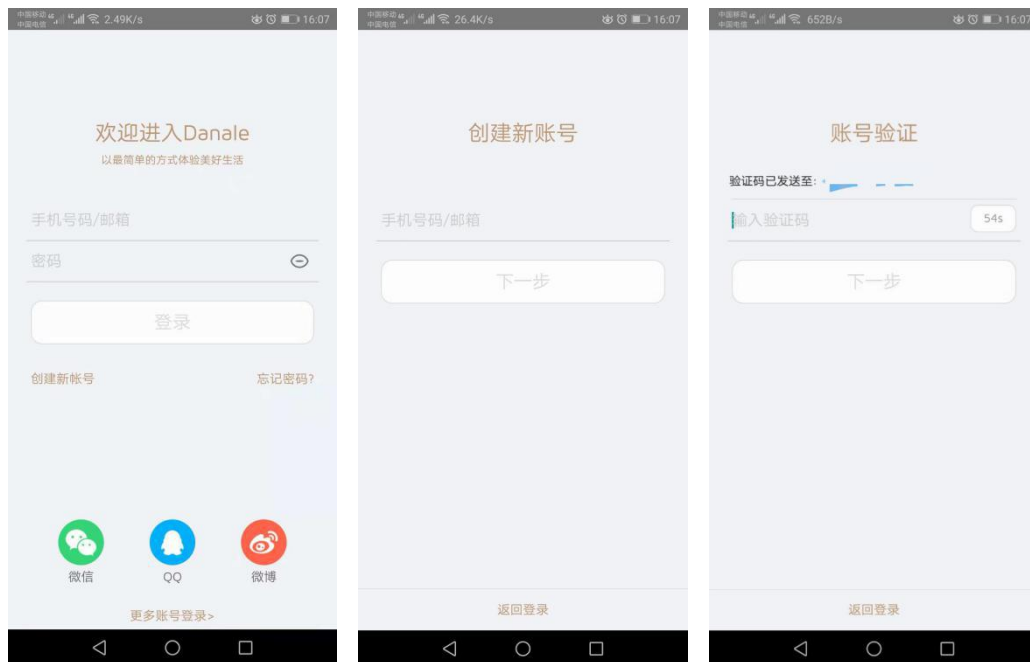 中国移动 4G 4G 2.49K/s 16:07
中国电信
欢迎进入Danale
以最简单的方式体验美好生活
手机号码/邮箱
密码
登录
创建新帐号 忘记密码?
微信 QQ 微博
更多账号登录>
中国移动 4G 4G 26.4K/s 16:07
中国电信
创建新账号
手机号码/邮箱
下一步
返回登录
中国移动 4G 4G 652B/s 16:07
中国电信
账号验证
验证码已发送至:
输入验证码 54s
下一步
返回登录